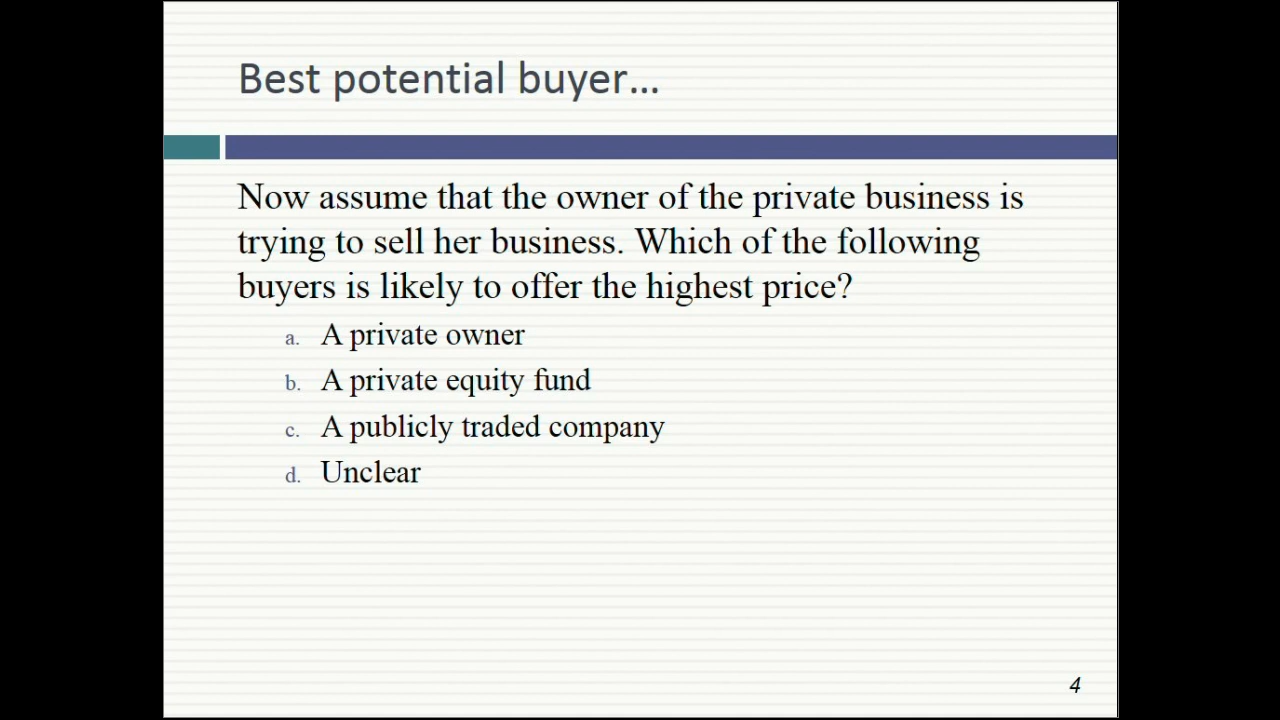 Best potential buyer...
Now assume that the owner of the private business is
trying to sell her business. Which of the following
buyers is likely to offer the highest price?
a. A private owner
b. A private equity fund
c. A publicly traded company
d. Unclear
4